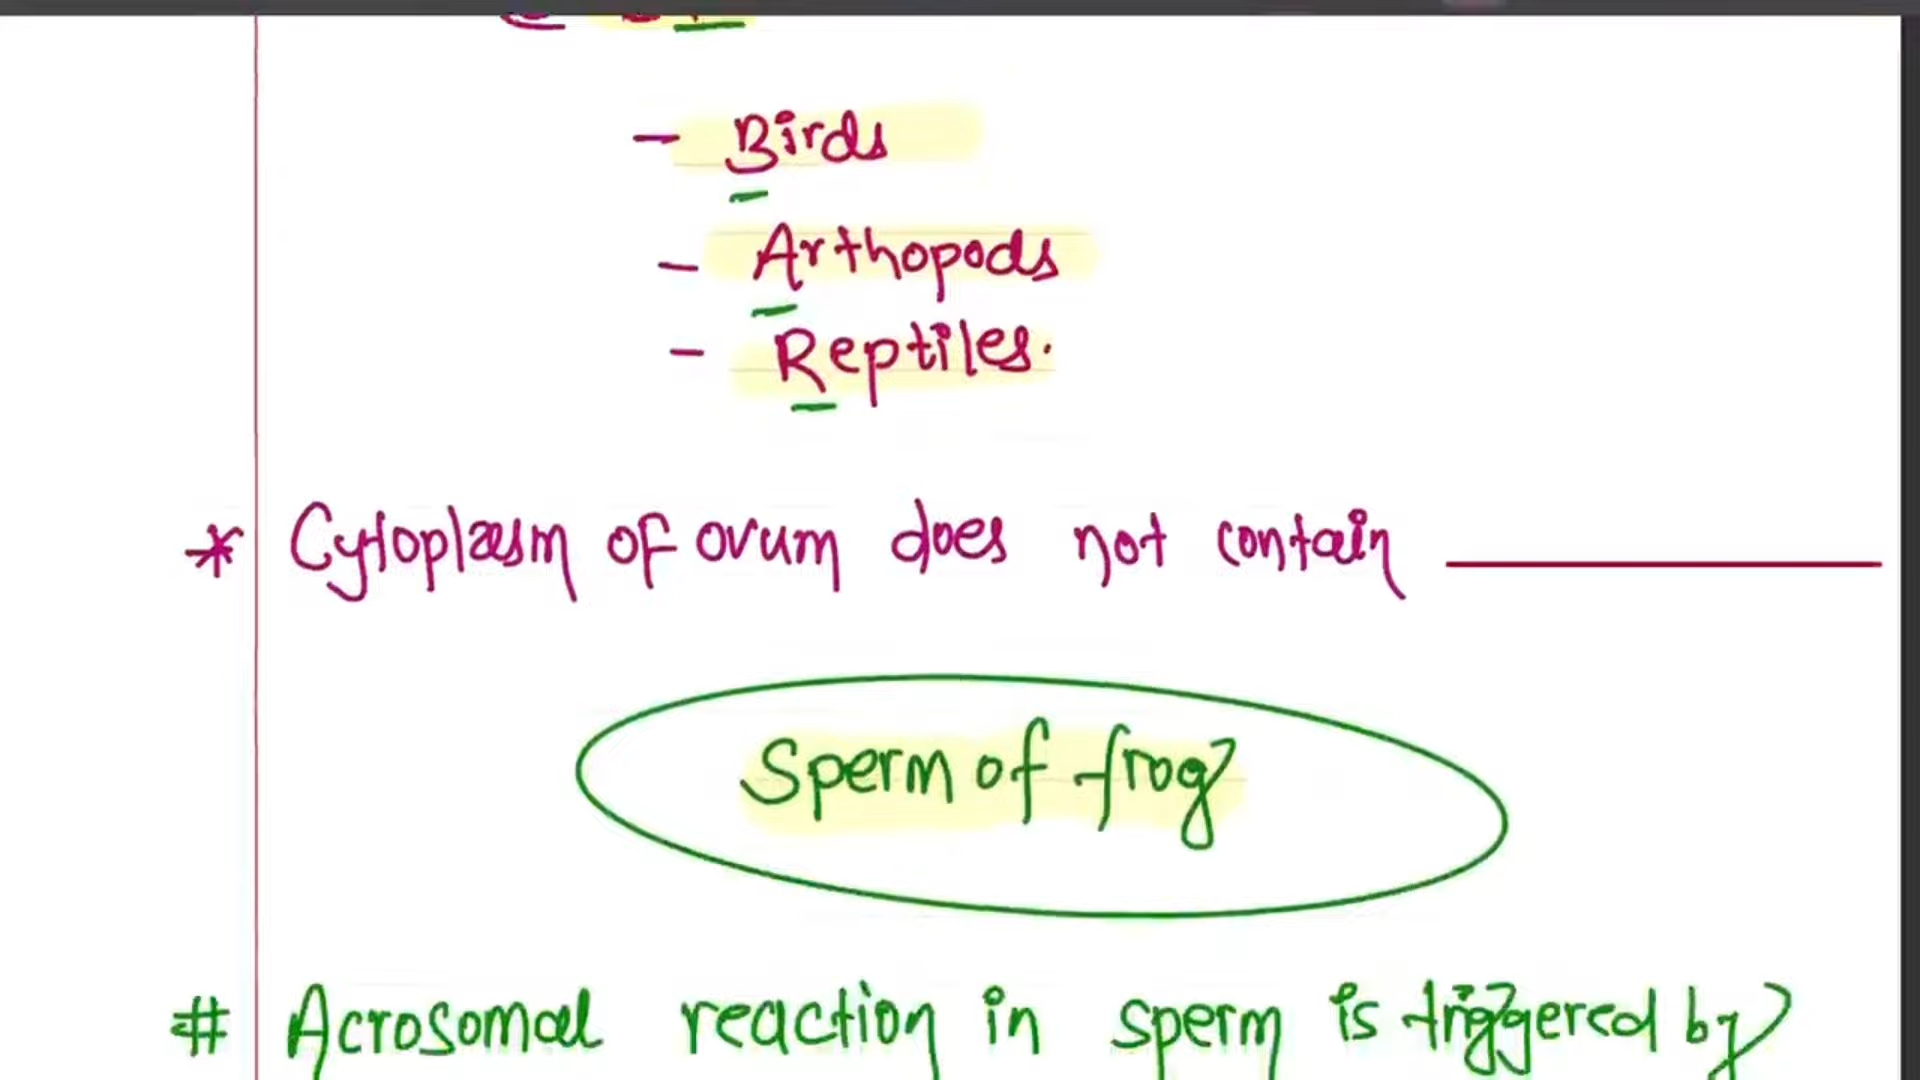 - Birds
- Arthopods
- Reptiles.
* Cytoplasm of ovum does not contain
Sperm of frog
# Acrosomal reaction in sperm is triggered by